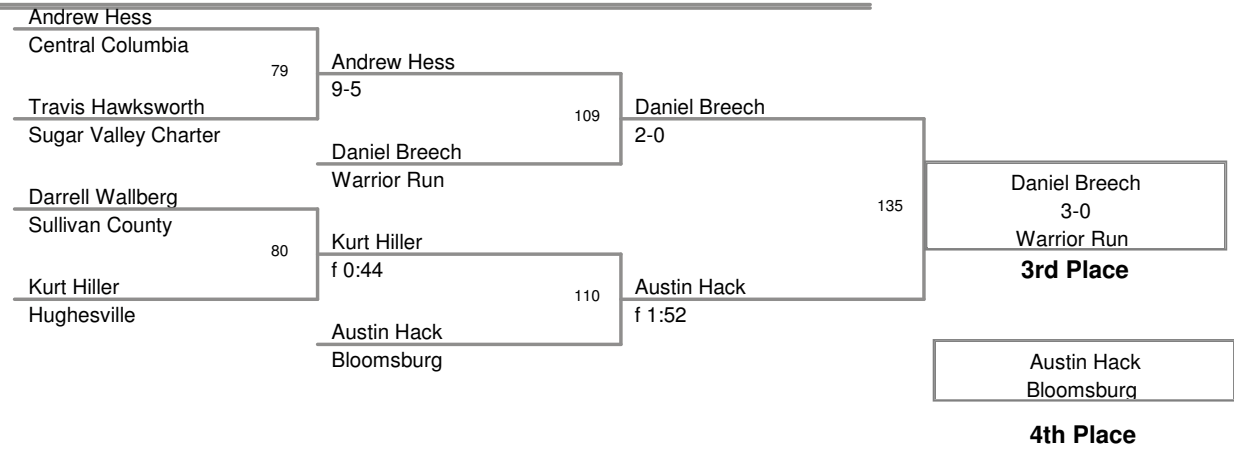 Andrew Hess
Central Columbia
79
Travis Hawksworth
Sugar Valley Charter
Darrell Wallberg
Sullivan County
80
Kurt Hiller
Hughesville
Andrew Hess
9-5
109
Daniel Breech
Warrior Run
Kurt Hiller
f 0:44
110
Austin Hack
Bloomsburg
Daniel Breech
2-0
135
Austin Hack
f 1:52
Daniel Breech
3-0
Warrior Run
3rd Place
Austin Hack
Bloomsburg
4th Place